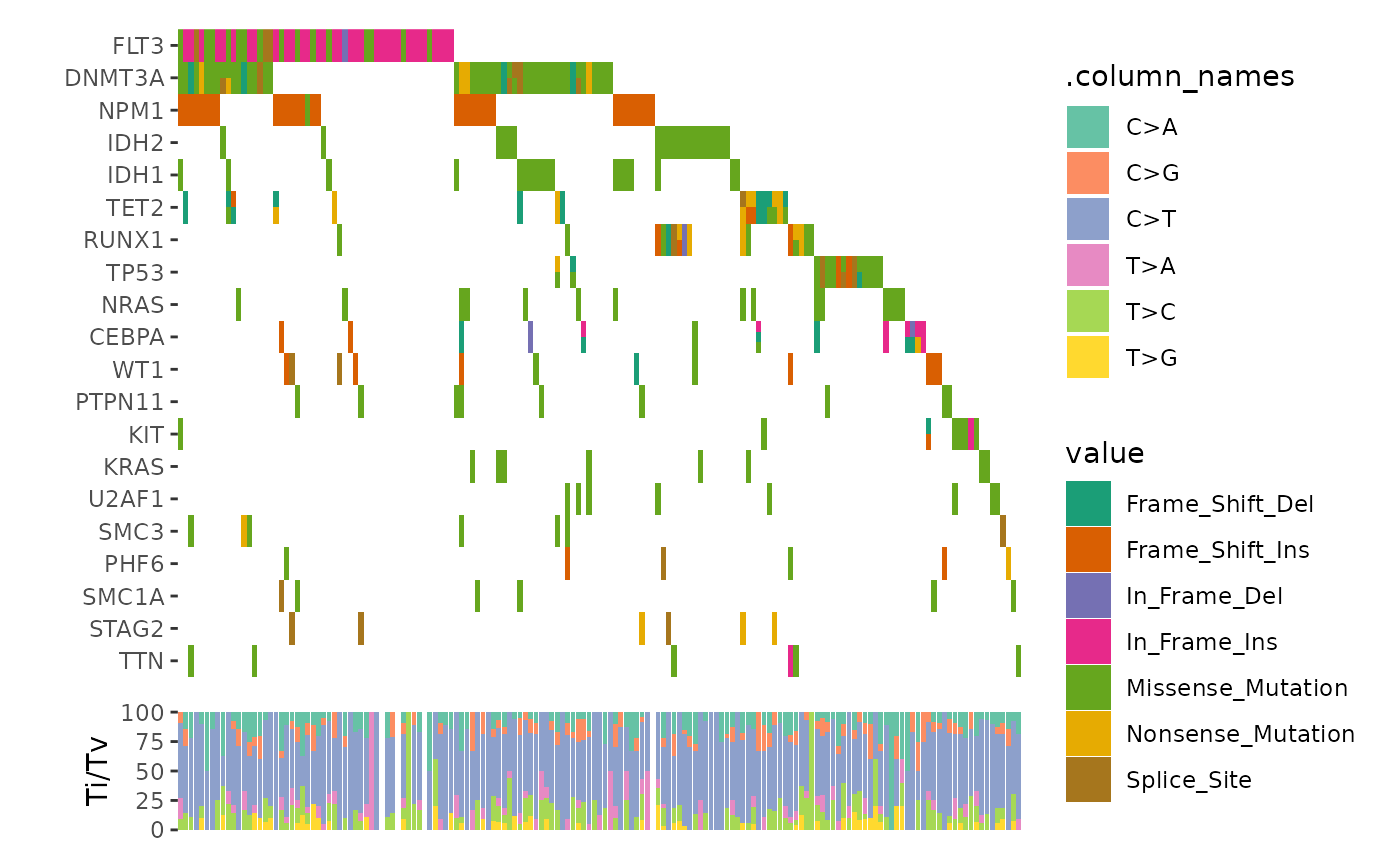 FLT3
DNMT3A
NPM1
IDH2
IDH1
TET2
RUNX1
TP53
NRAS
CEBPA
WT1
PTPN11
KIT
KRAS
U2AF1
SMC3
PHF6
SMC1A
STAG2
TTN
100
75
50
25
0
Ti/Tv
.column_names
C>A
C>G
C>T
T>A
T>C
T>G
value
Frame_Shift_Del
Frame_Shift_Ins
In_Frame_Del
In_Frame_Ins
Missense_Mutation
Nonsense_Mutation
Splice_Site